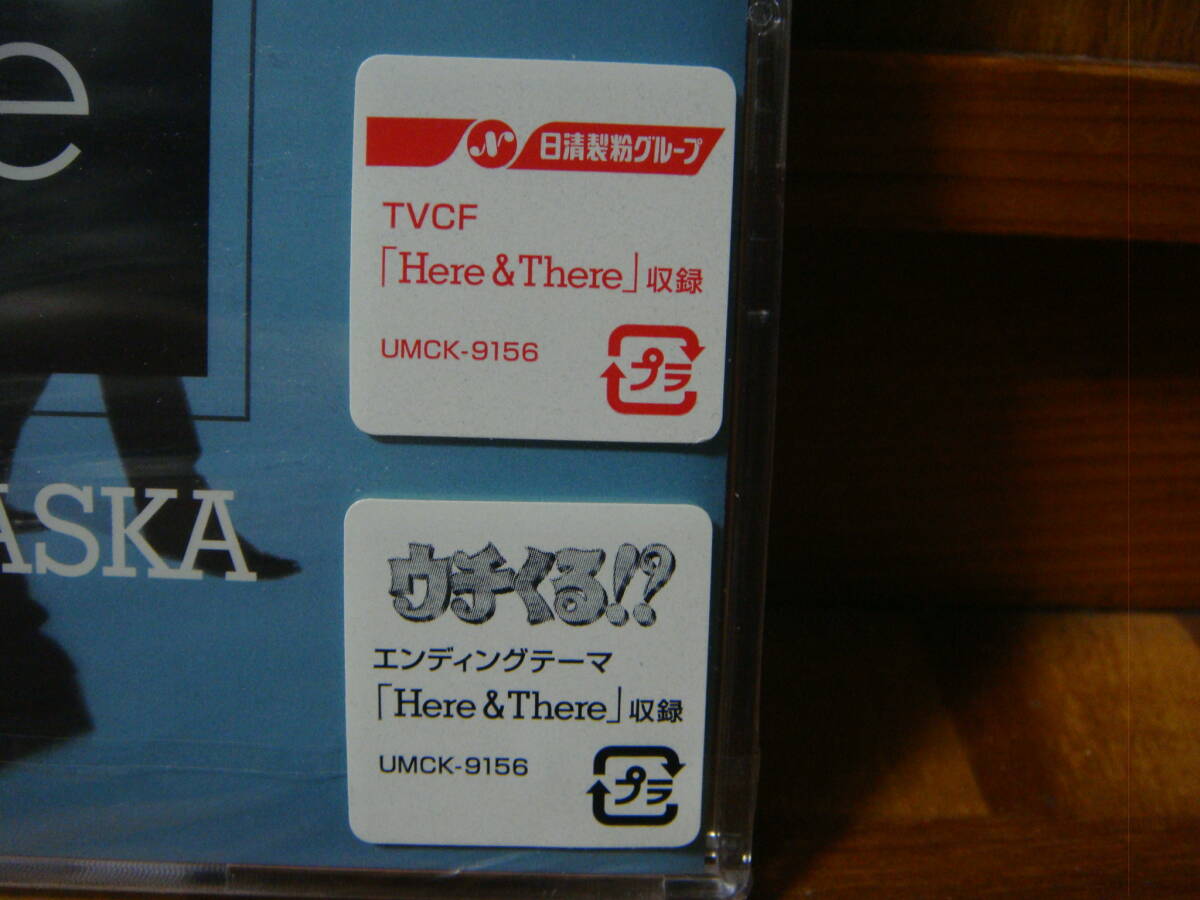 e
ASKA
N 日清製粉グループ
TVCF
「Here & There」収録
UMCK-9156
プラ
ウチくる!?
エンディングテーマ
「Here & There」収録
UMCK-9156
プラ